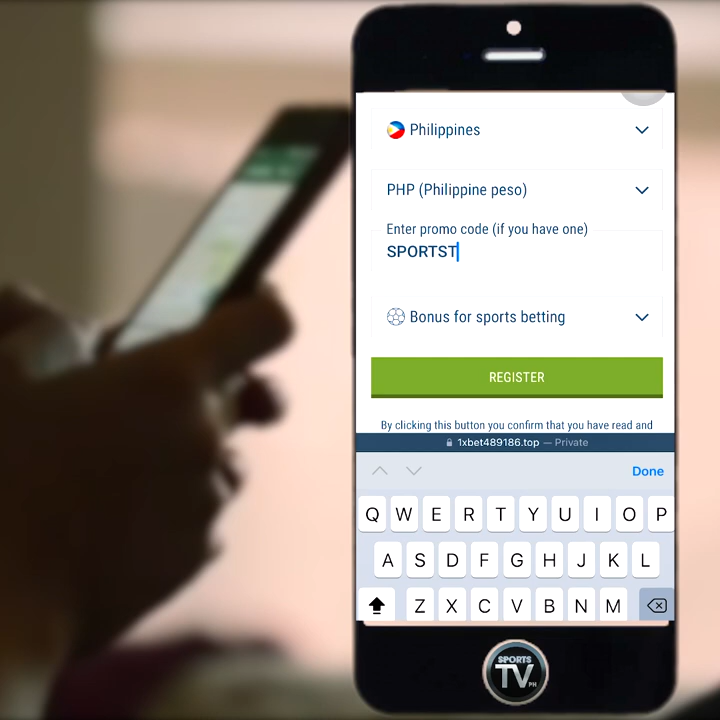 Philippines
PHP (Philippine peso)
Enter promo code (if you have one)
SPORTST
Bonus for sports betting
REGISTER
By clicking this button you confirm that you have read and
1xbet489186.top — Private
Done
Q W E R T Y U I O P
A S D F G H J K L
Z X C V B N M
SPORTS
TV PH